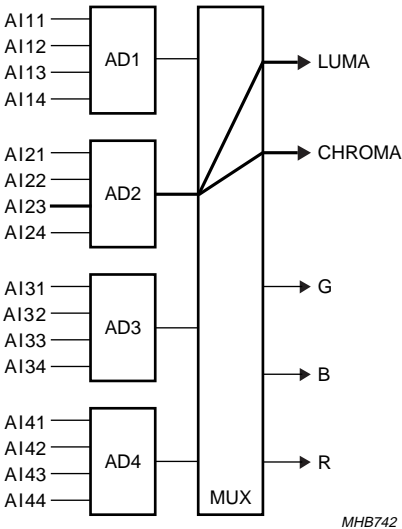 AI11
AI12
AI13
AI14
AD1
LUMA
AI21
AI22
AI23
AI24
AD2
CHROMA
AI31
AI32
AI33
AI34
AD3
G
B
AI41
AI42
AI43
AI44
AD4
R
MUX
MHB742